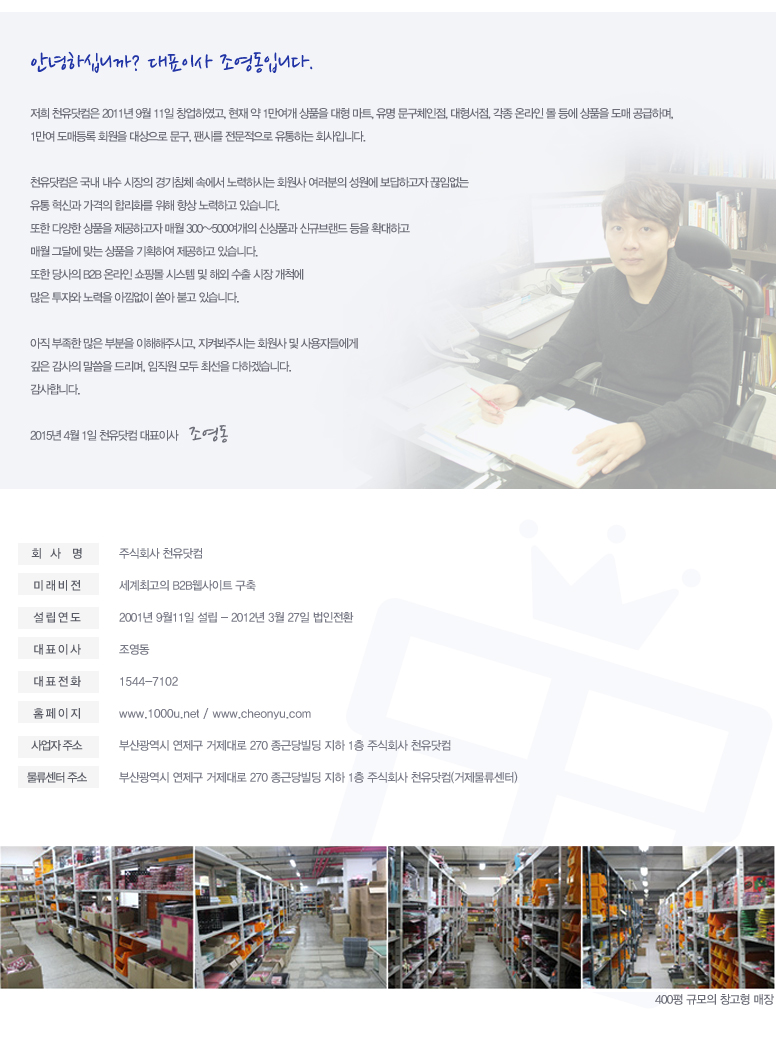 안녕하십니까? 대표이사 조영동입니다.
저희 천유닷컴은 2011년 9월 11일 창업하였고, 현재 약 1만여개 상품을 대형 마트, 유명 문구체인점, 대형서점, 각종 온라인 몰 등에 상품을 도매 공급하며,
1만여 도매등록 회원을 대상으로 문구, 팬시를 전문적으로 유통하는 회사입니다.
천유닷컴은 국내 내수 시장의 경기침체 속에서 노력하시는 회원사 여러분의 성원에 보답하고자 끊임없는
유통 혁신과 가격의 합리화를 위해 항상 노력하고 있습니다.
또한 다양한 상품을 제공하고자 매월 300~500여개의 신상품과 신규브랜드 등을 확대하고
매월 그달에 맞는 상품을 기획하여 제공하고 있습니다.
또한 당사의 B2B 온라인 쇼핑몰 시스템 및 해외 수출 시장 개척에
많은 투자와 노력을 아낌없이 쏟아 붇고 있습니다.
아직 부족한 많은 부분을 이해해주시고, 지켜봐주시는 회원사 및 사용자들에게
깊은 감사의 말씀을 드리며, 임직원 모두 최선을 다하겠습니다.
감사합니다.
2015년 4월 1일 천유닷컴 대표이사 조영동
회 사 명 주식회사 천유닷컴
미래비전 세계최고의 B2B웹사이트 구축
설립연도 2001년 9월11일 설립 - 2012년 3월 27일 법인전환
대표이사 조영동
대표전화 1544-7102
홈페이지 www.1000u.net / www.cheonyu.com
사업자 주소 부산광역시 연제구 거제대로 270 종근당빌딩 지하 1층 주식회사 천유닷컴
물류센터 주소 부산광역시 연제구 거제대로 270 종근당빌딩 지하 1층 주식회사 천유닷컴(거제물류센터)
400평 규모의 창고형 매장